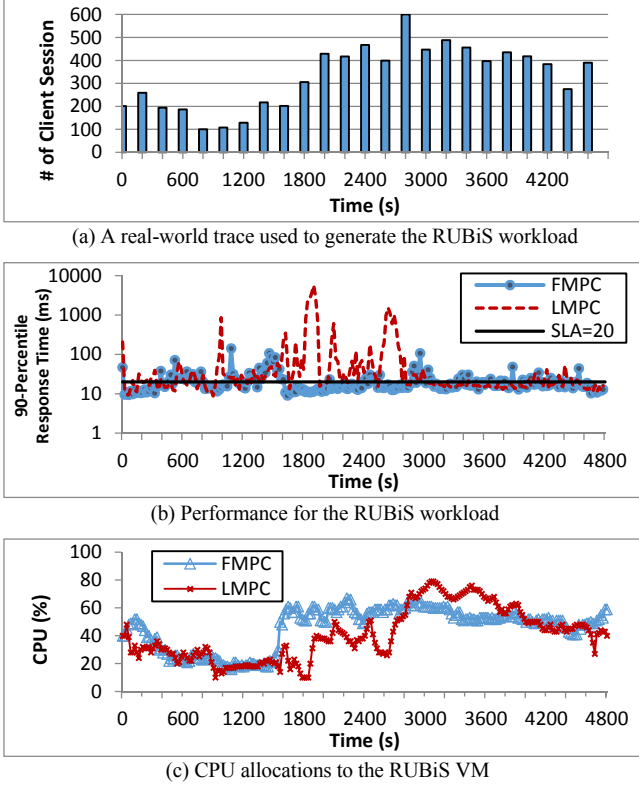 600
500
400
300
200
100
0
# of Client Session
0 600 1200 1800 2400 3000 3600 4200
Time (s)
(a) A real-world trace used to generate the RUBiS workload
10000
1000
100
10
1
90-Percentile
Response Time (ms)
FMPC
LMPC
SLA=20
0 600 1200 1800 2400 3000 3600 4200 4800
Time (s)
(b) Performance for the RUBiS workload
100
80
60
40
20
0
CPU (%)
FMPC
LMPC
0 600 1200 1800 2400 3000 3600 4200 4800
Time (s)
(c) CPU allocations to the RUBiS VM